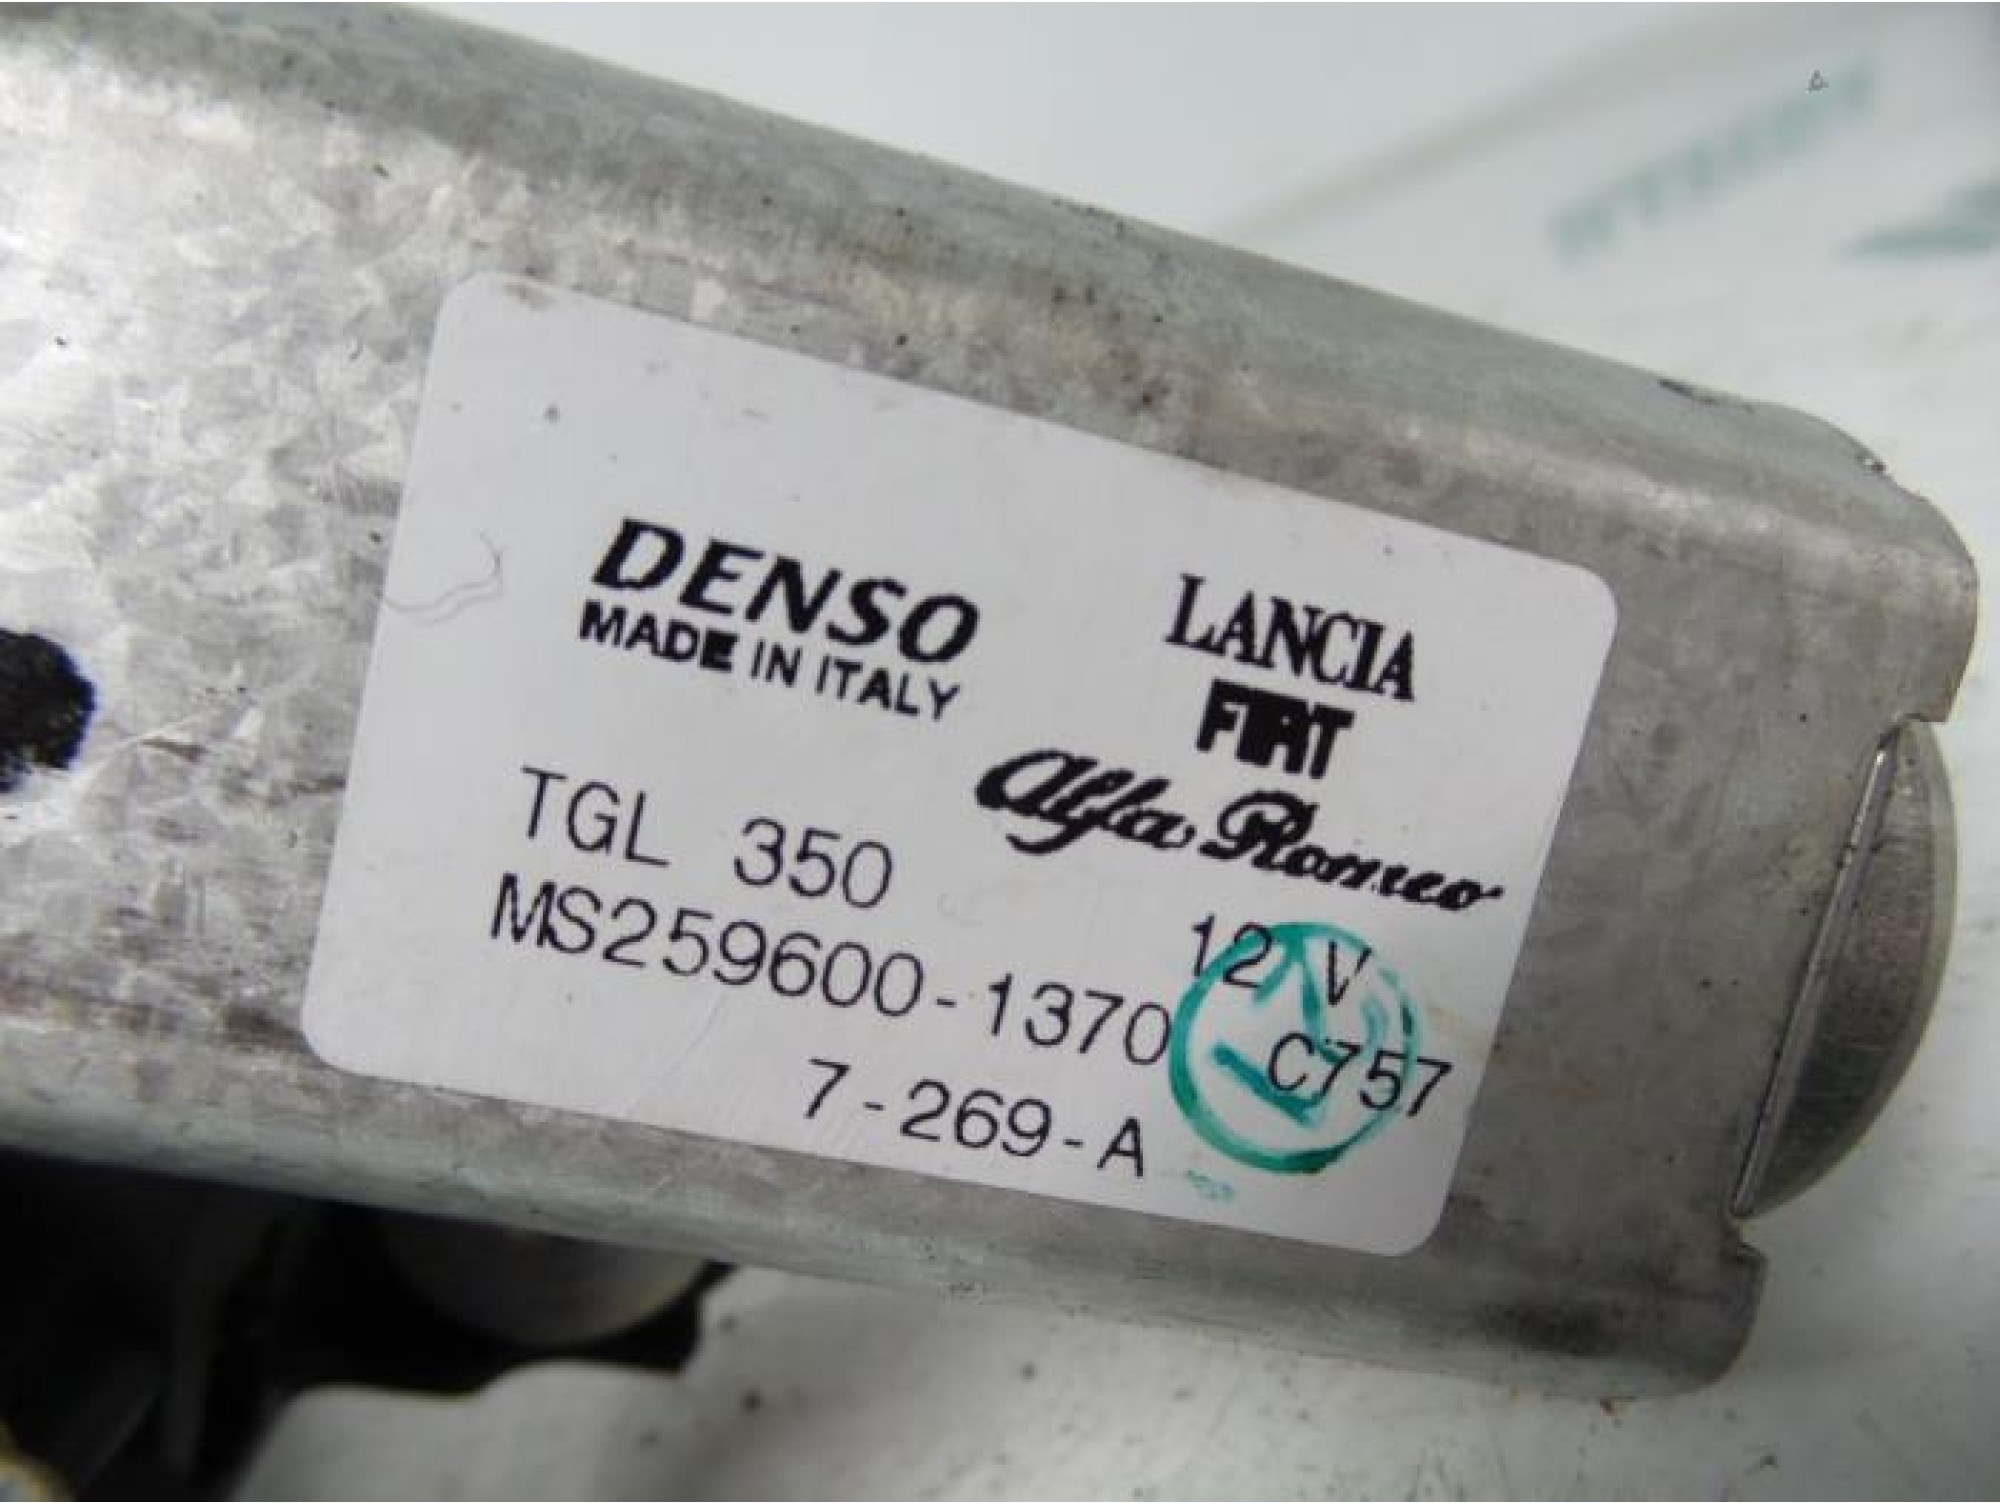 DENSO
MADE IN ITALY
LANCIA
FIAT
Alfa Romeo
TGL 350
12 V
MS259600-1370
C757
7-269-A